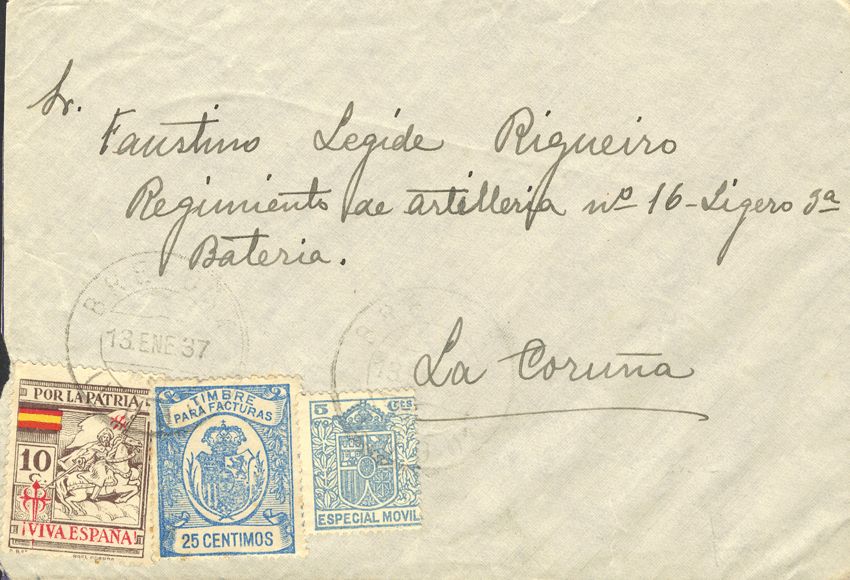 Sr.
Faustino Legide Rigueiro
Regimiento de artilleria nº 16-Ligero 3ª
Bateria.
La Coruña
13.ENE.37
POR LA PATRIA
10
C.
¡VIVA ESPAÑA!
TIMBRE
PARA FACTURAS
25 CENTIMOS
5 CTES.
ESPECIAL MOVIL